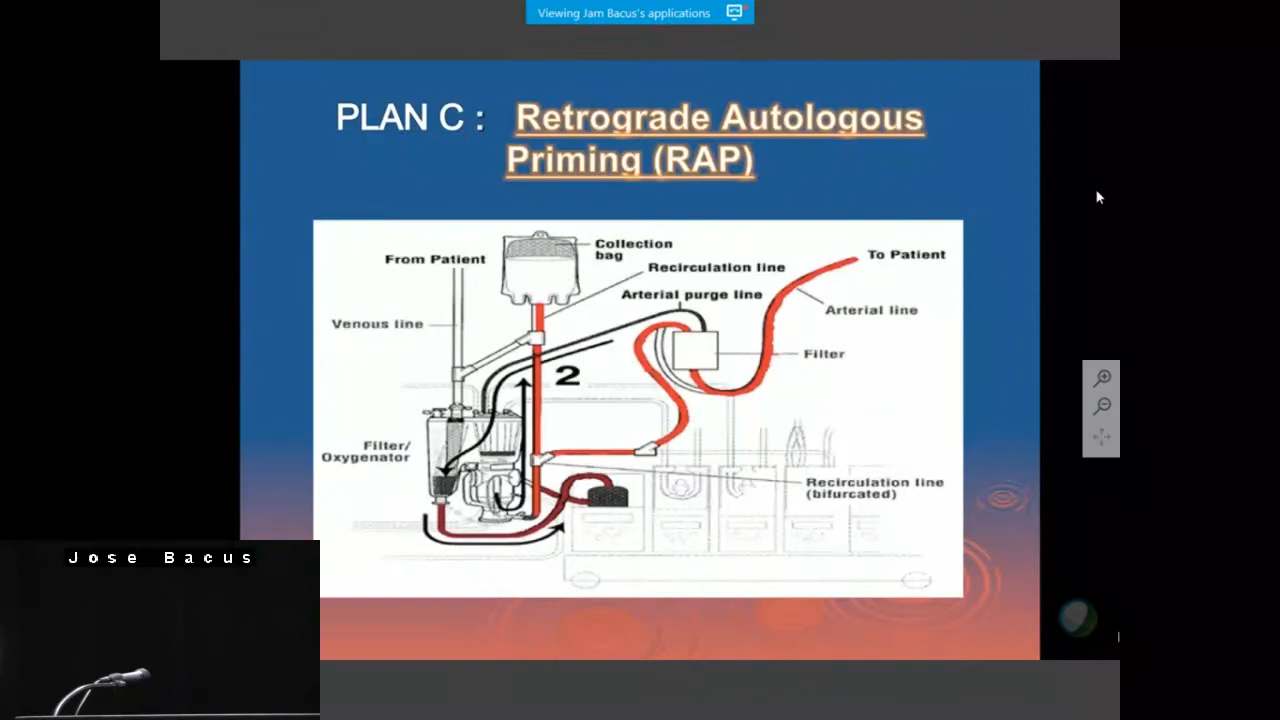 Viewing Jam Bacus's applications
PLAN C : Retrograde Autologous
Priming (RAP)
Collection
bag
From Patient
To Patient
Recirculation line
Arterial purge line
Arterial line
Venous line
Filter
2
Filter/
Oxygenator
Recirculation line
(bifurcated)
Jose Bacus